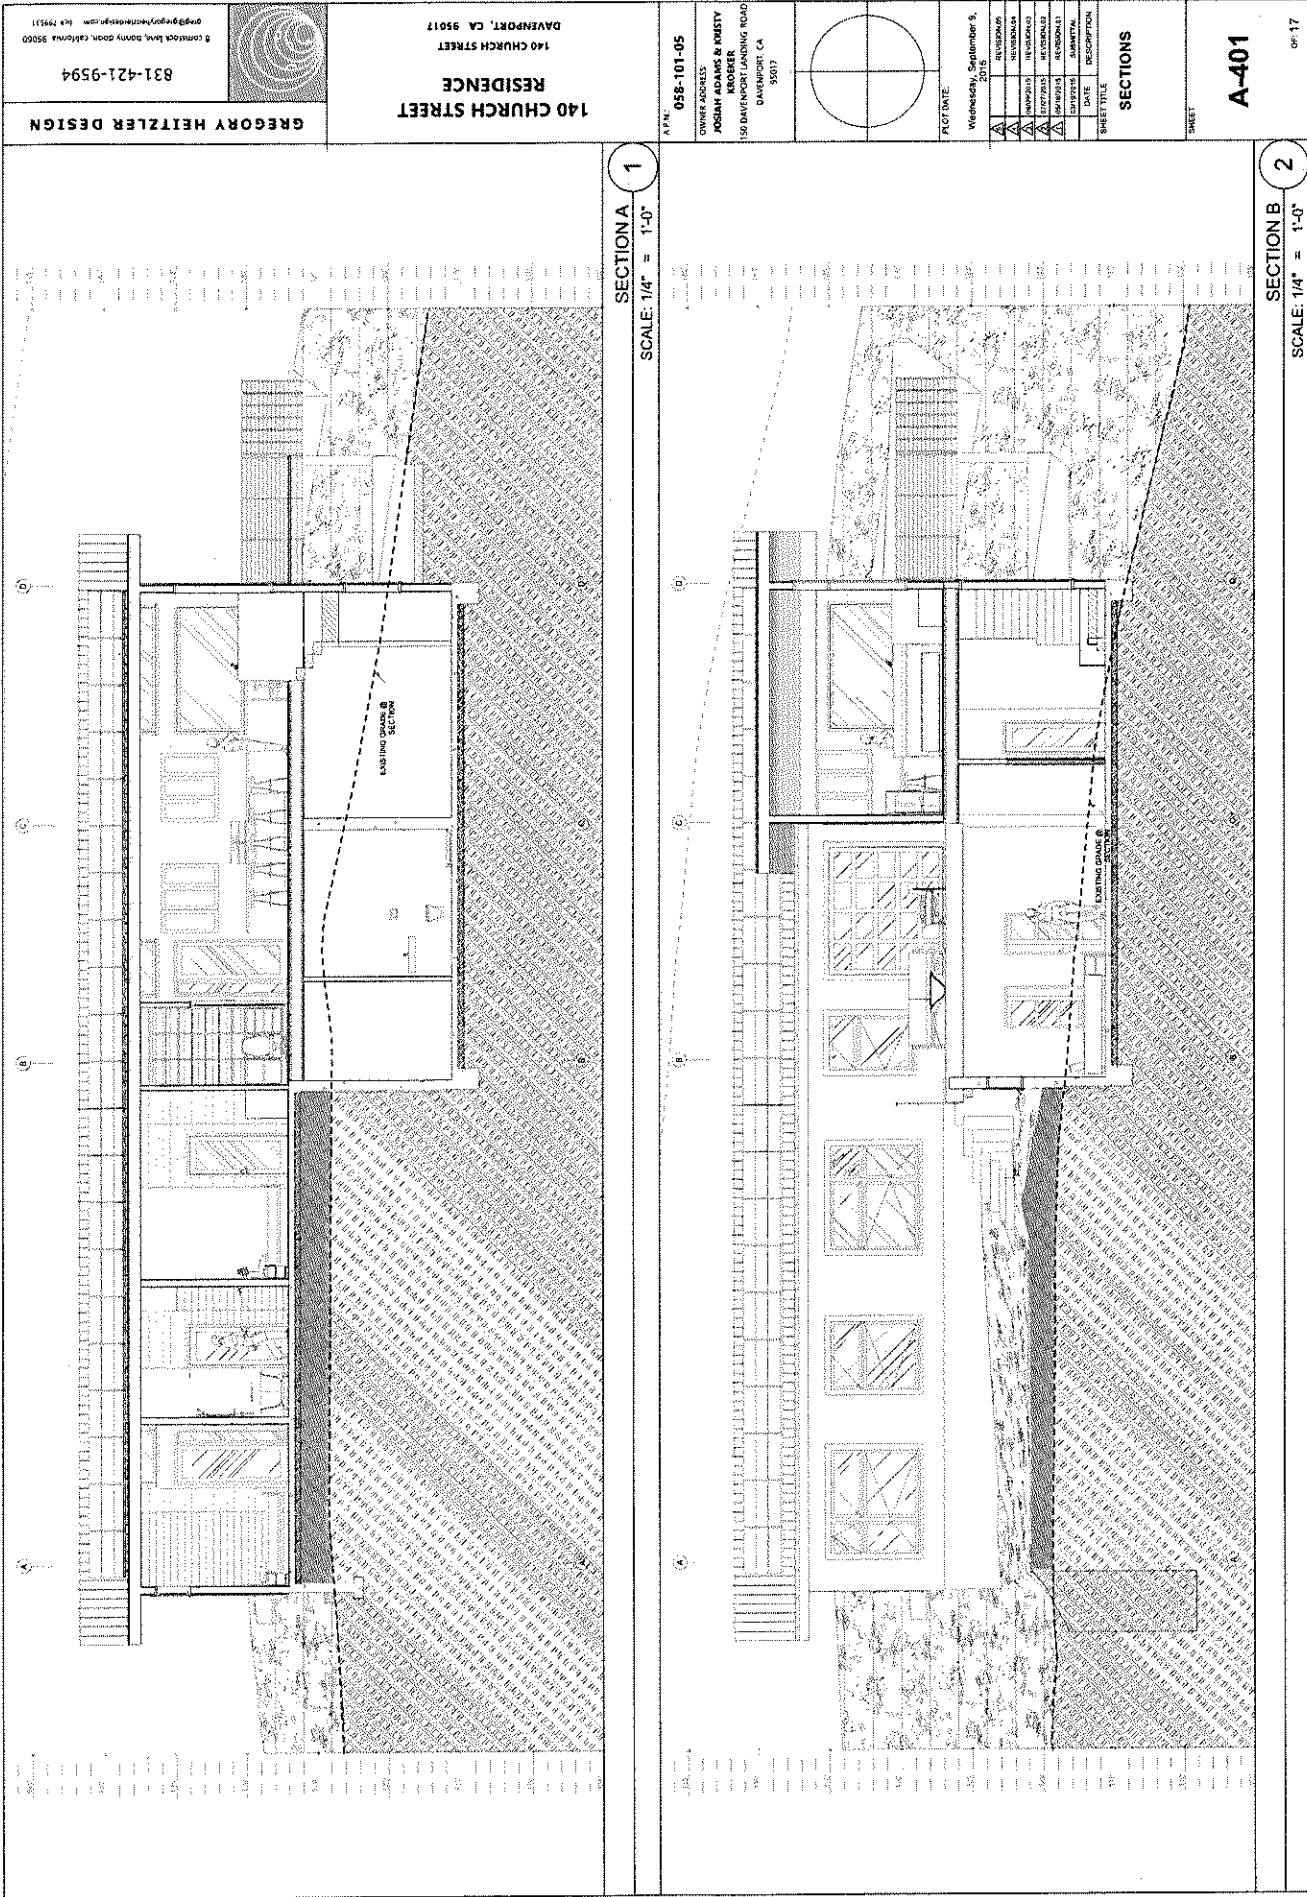 GREGORY HEITZLER DESIGN
831-421-9594
8 comstock lane, bonny doon, california 95060
140 CHURCH STREET
RESIDENCE
140 CHURCH STREET
DAVENPORT, CA 95017
A.P.N.:
058-101-05
OWNER ADDRESS:
JOSIAH ADAMS & KRISTY
KROEKER
150 DAVENPORT LANDING ROAD
DAVENPORT, CA
95017
PLOT DATE:
Wednesday, September 9,
2015
REVISION.05
REVISION.04
REVISION.03
REVISION.02
REVISION.01
SUBMITTAL
DATE DESCRIPTION
SHEET TITLE
SECTIONS
SHEET
A-401
OF: 17
SECTION A
1
SCALE: 1/4" = 1'-0"
D
C
B
A
EXISTING GRADE @
SECTION
SECTION B
2
SCALE: 1/4" = 1'-0"
D
C
B
A
EXISTING GRADE @
SECTION